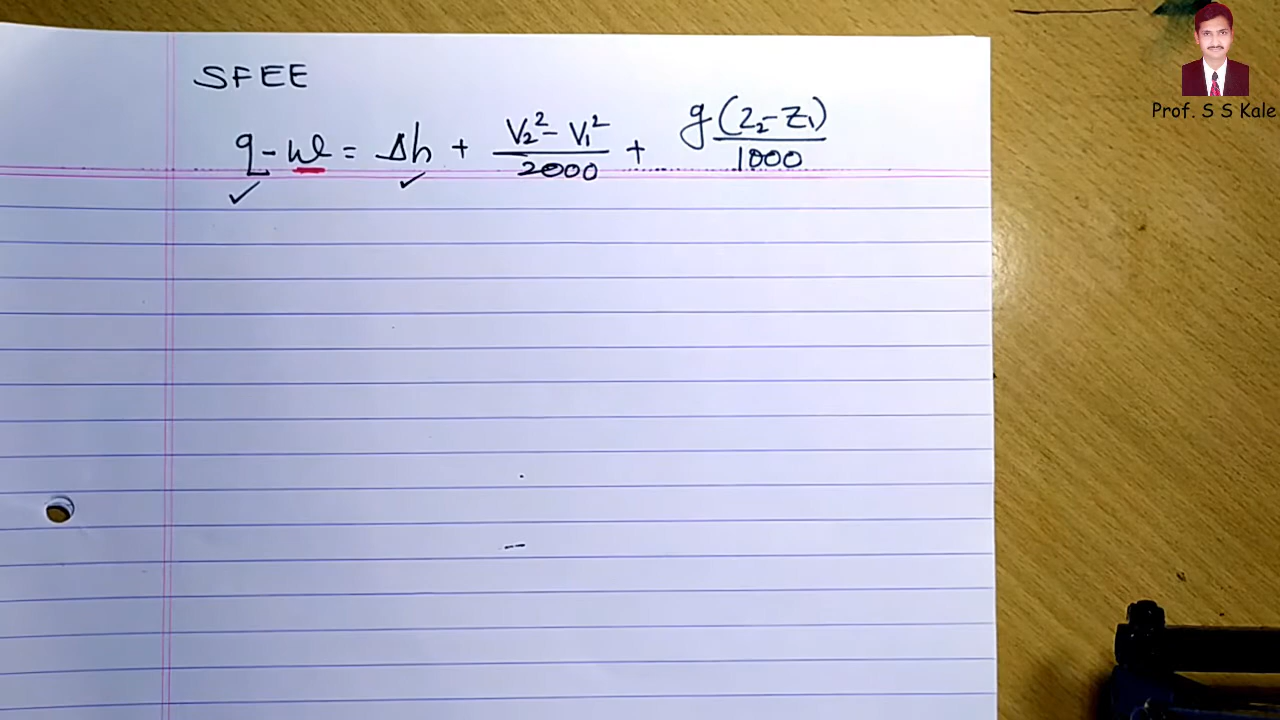 SFEE
q - w = Δh + V₂² - V₁² / 2000 + g(Z₂ - Z₁) / 1000
Prof. S S Kale